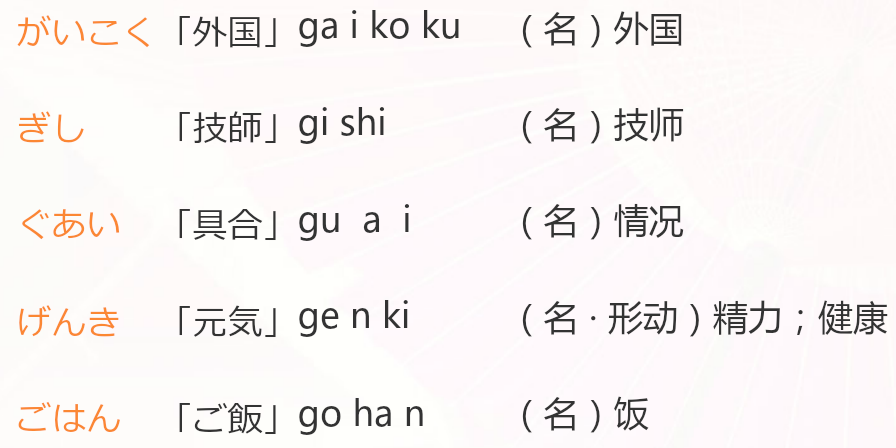 がいこく「外国」ga i ko ku （名）外国
ぎし 「技師」gi shi （名）技师
ぐあい 「具合」gu a i （名）情况
げんき 「元気」ge n ki （名·形动）精力；健康
ごはん 「ご飯」go ha n （名）饭